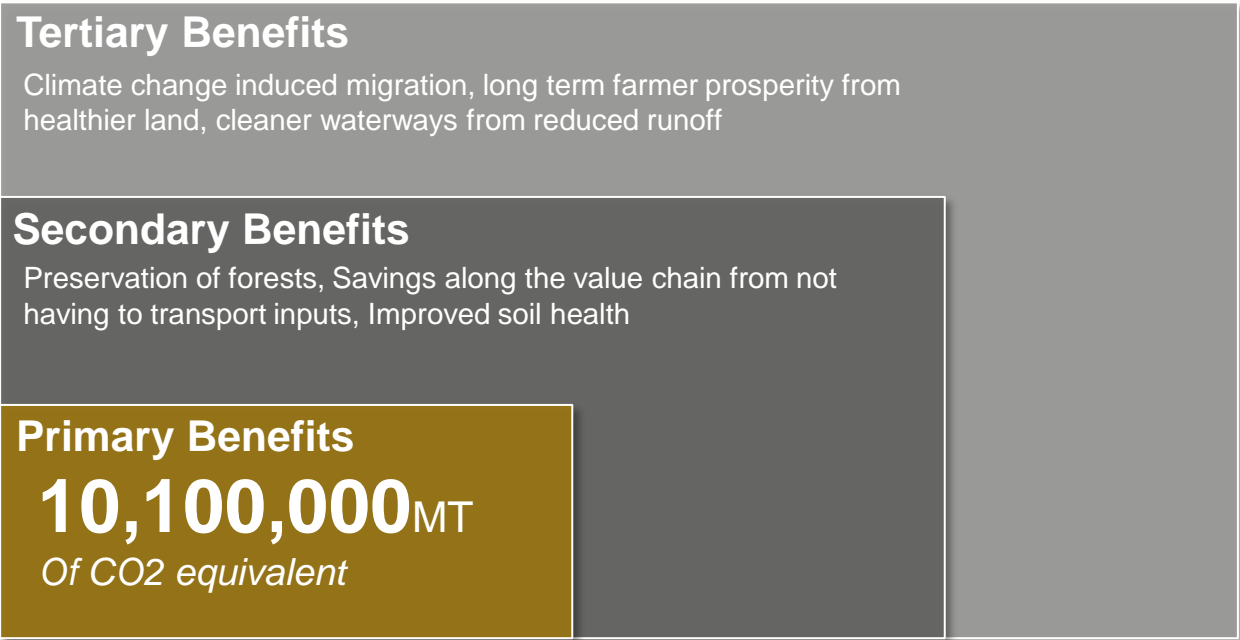 Tertiary Benefits
Climate change induced migration, long term farmer prosperity from
healthier land, cleaner waterways from reduced runoff
Secondary Benefits
Preservation of forests, Savings along the value chain from not
having to transport inputs, Improved soil health
Primary Benefits
10,100,000MT
Of CO2 equivalent